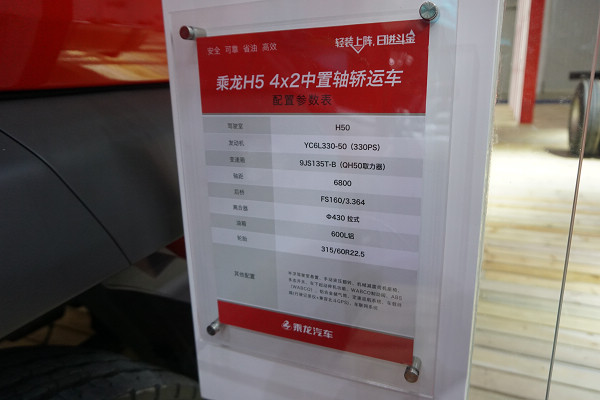 安全 可靠 省油 高效
轻装上阵,日进斗金
乘龙H5 4x2中置轴轿运车
配置参数表
驾驶室 H50
发动机 YC6L330-50（330PS）
变速箱 9JS135T-B（QH50取力器）
轴距 6800
后桥 FS160/3.364
离合器 Φ430 拉式
油箱 600L铝
轮胎 315/60R22.5
其他配置
乘龙汽车